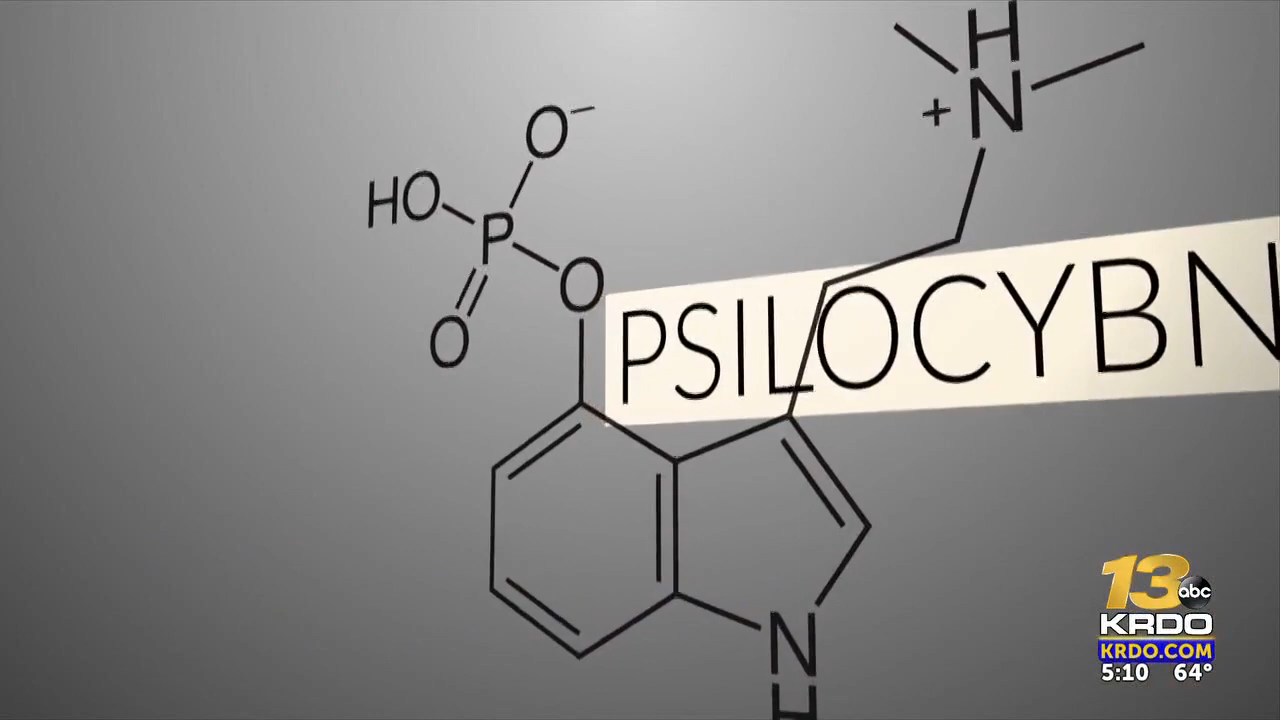 H
N
+
O⁻
HO
P
O
O
PSILOCYBN
N
H
13
abc
KRDO
KRDO.COM
5:10 64°